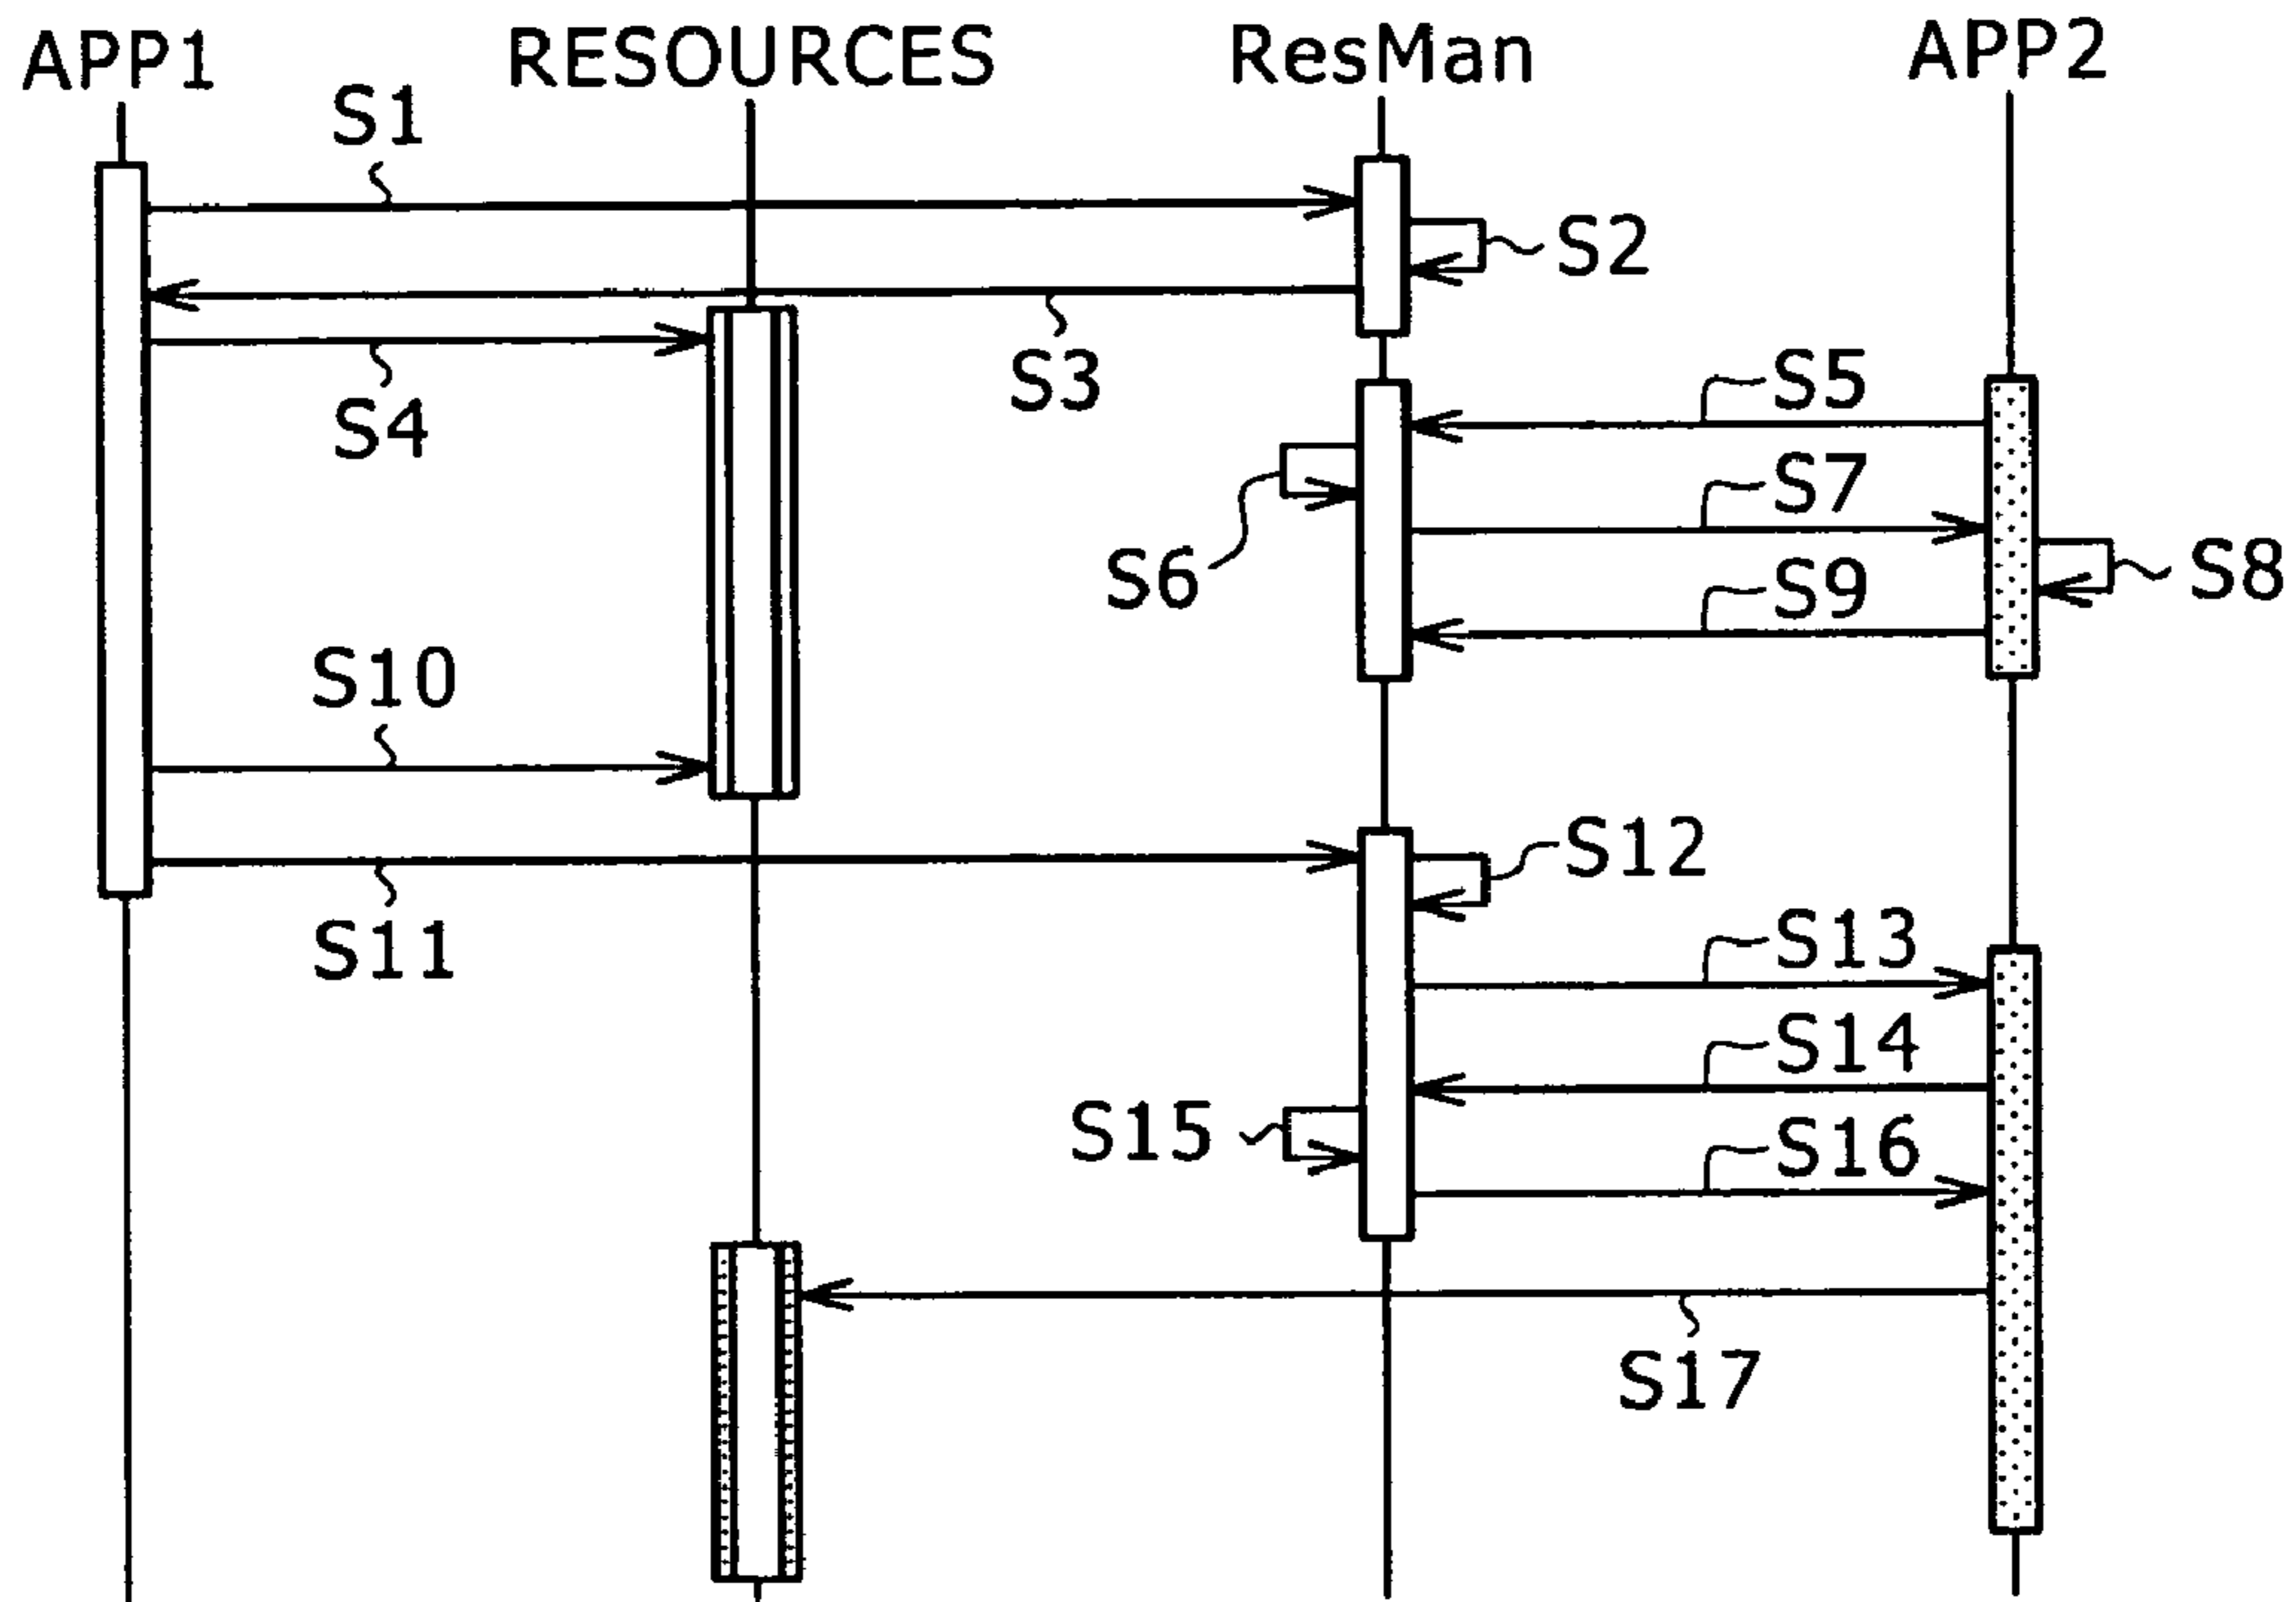 APP1 RESOURCES ResMan APP2
S1
S2
S3
S4
S5
S6
S7
S8
S9
S10
S11
S12
S13
S14
S15
S16
S17